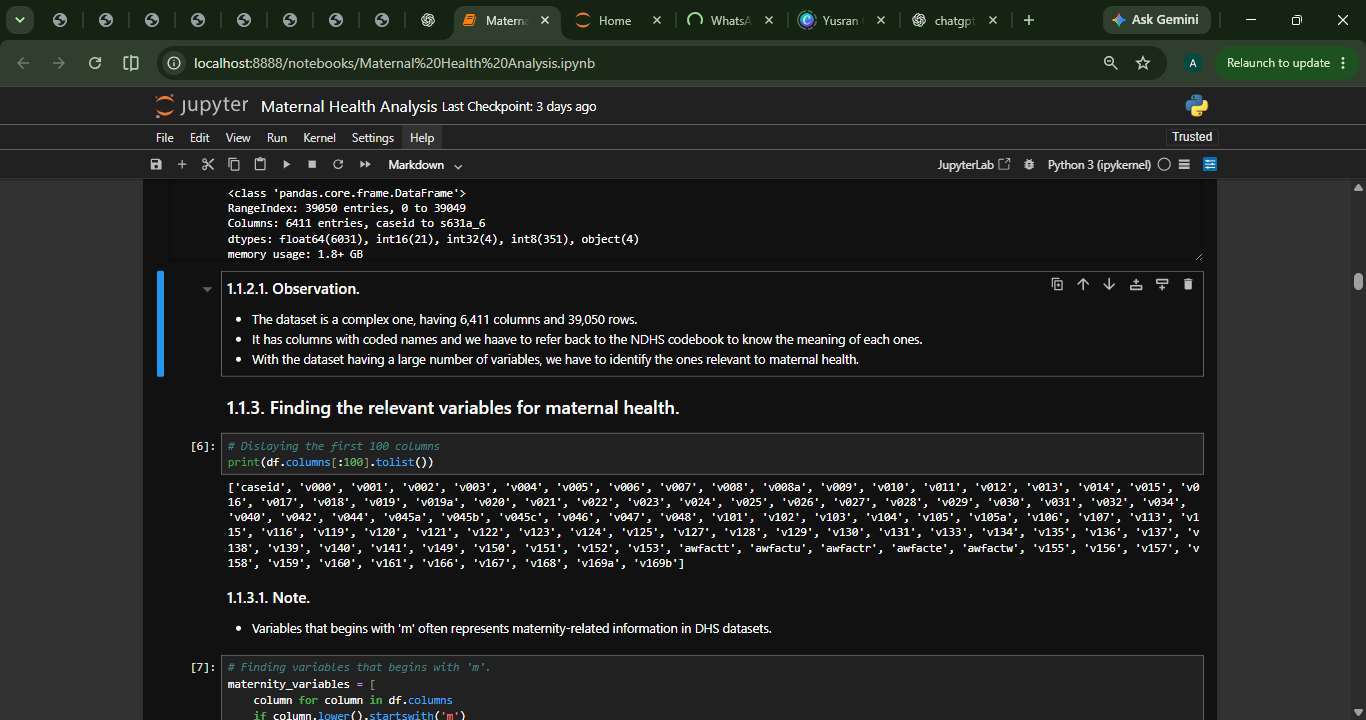 Materna
Home
WhatsA
Yusran
chatgpt
Ask Gemini
localhost:8888/notebooks/Maternal%20Health%20Analysis.ipynb
A
Relaunch to update
jupyter Maternal Health Analysis Last Checkpoint: 3 days ago
File Edit View Run Kernel Settings Help
Trusted
Markdown
JupyterLab
Python 3 (ipykernel)
<class 'pandas.core.frame.DataFrame'>
RangeIndex: 39050 entries, 0 to 39049
Columns: 6411 entries, caseid to s631a_6
dtypes: float64(6031), int16(21), int32(4), int8(351), object(4)
memory usage: 1.8+ GB
1.1.2.1. Observation.
• The dataset is a complex one, having 6,411 columns and 39,050 rows.
• It has columns with coded names and we haave to refer back to the NDHS codebook to know the meaning of each ones.
• With the dataset having a large number of variables, we have to identify the ones relevant to maternal health.
1.1.3. Finding the relevant variables for maternal health.
[6]: # Dislaying the first 100 columns
print(df.columns[:100].tolist())
['caseid', 'v000', 'v001', 'v002', 'v003', 'v004', 'v005', 'v006', 'v007', 'v008', 'v008a', 'v009', 'v010', 'v011', 'v012', 'v013', 'v014', 'v015', 'v0
16', 'v017', 'v018', 'v019', 'v019a', 'v020', 'v021', 'v022', 'v023', 'v024', 'v025', 'v026', 'v027', 'v028', 'v029', 'v030', 'v031', 'v032', 'v034',
'v040', 'v042', 'v044', 'v045a', 'v045b', 'v045c', 'v046', 'v047', 'v048', 'v101', 'v102', 'v103', 'v104', 'v105', 'v105a', 'v106', 'v107', 'v113', 'v1
15', 'v116', 'v119', 'v120', 'v121', 'v122', 'v123', 'v124', 'v125', 'v127', 'v128', 'v129', 'v130', 'v131', 'v133', 'v134', 'v135', 'v136', 'v137', 'v
138', 'v139', 'v140', 'v141', 'v149', 'v150', 'v151', 'v152', 'v153', 'awfactt', 'awfactu', 'awfactr', 'awfacte', 'awfactw', 'v155', 'v156', 'v157', 'v
158', 'v159', 'v160', 'v161', 'v166', 'v167', 'v168', 'v169a', 'v169b']
1.1.3.1. Note.
• Variables that begins with 'm' often represents maternity-related information in DHS datasets.
[7]: # Finding variables that begins with 'm'.
maternity_variables = [
column for column in df.columns
if column.lower().startswith('m')